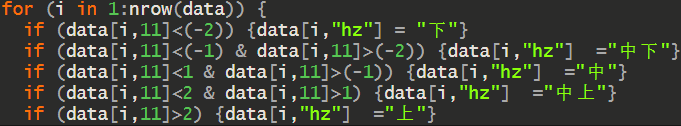 for (i in 1:nrow(data)) {
if (data[i,11]<(-2)) {data[i,"hz"] = "下"}
if (data[i,11]<(-1) & data[i,11]>(-2)) {data[i,"hz"] ="中下"}
if (data[i,11]<1 & data[i,11]>(-1)) {data[i,"hz"] ="中"}
if (data[i,11]<2 & data[i,11]>1) {data[i,"hz"] ="中上"}
if (data[i,11]>2) {data[i,"hz"] ="上"}